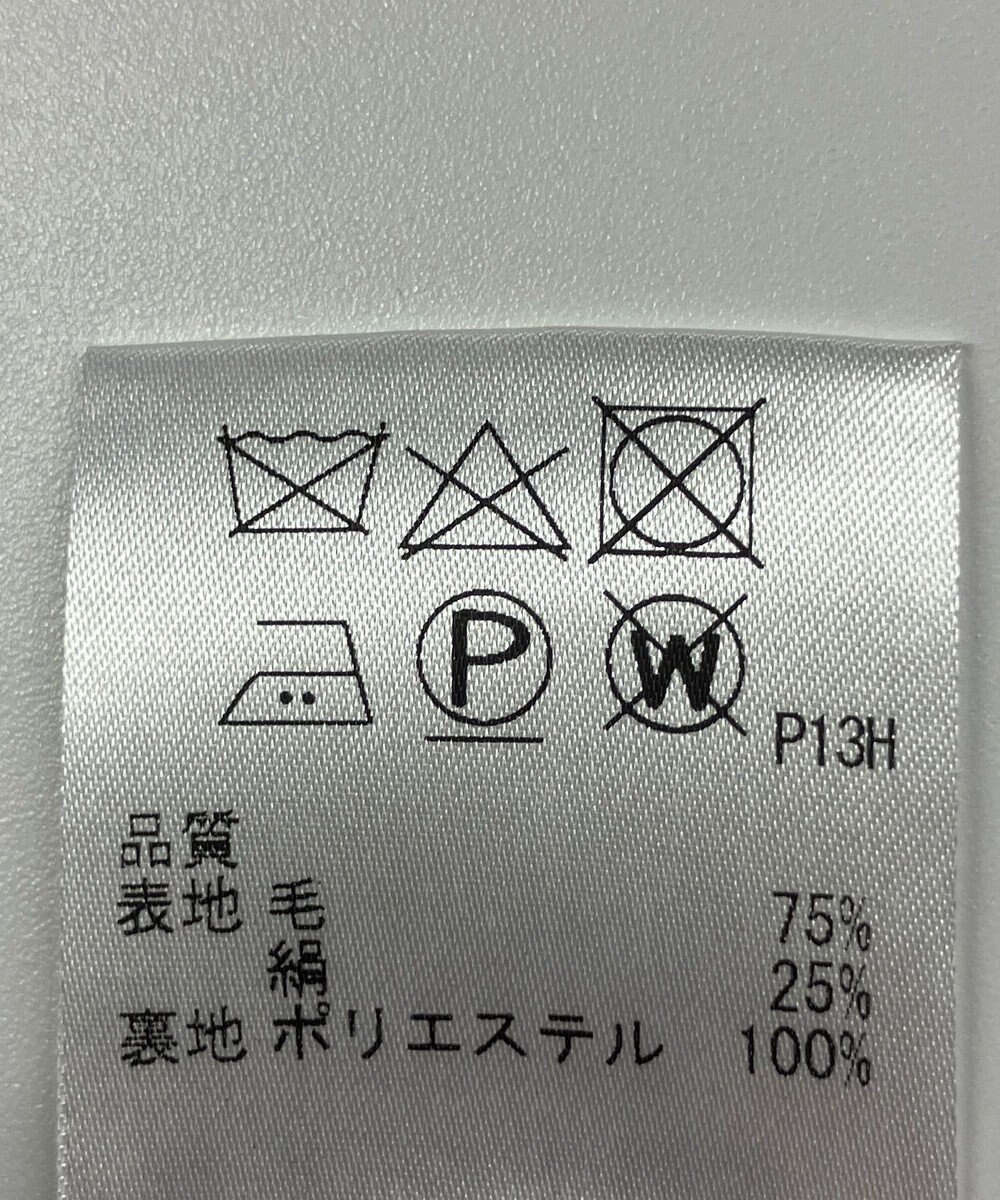 P W
P13H
品質
表地 毛 75%
絹 25%
裏地 ポリエステル 100%